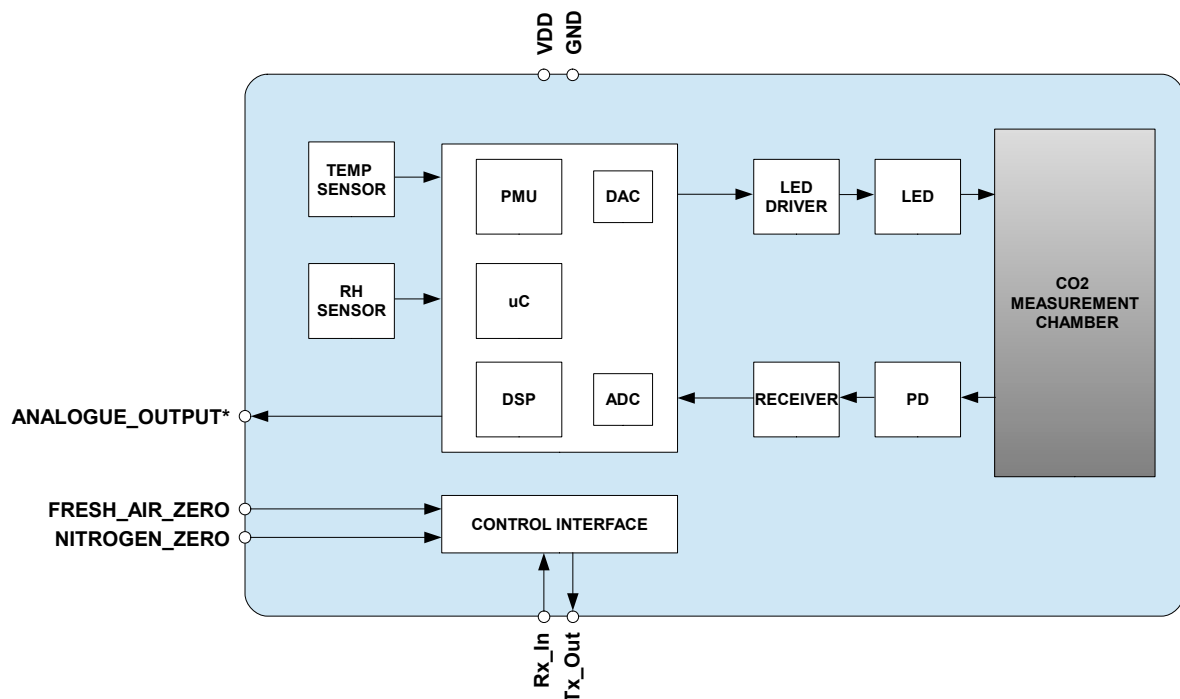 VDD
GND
TEMP
SENSOR
PMU
DAC
LED
DRIVER
LED
RH
SENSOR
uC
CO2
MEASUREMENT
CHAMBER
DSP
ADC
RECEIVER
PD
ANALOGUE_OUTPUT*
FRESH_AIR_ZERO
NITROGEN_ZERO
CONTROL INTERFACE
Rx_In
Tx_Out